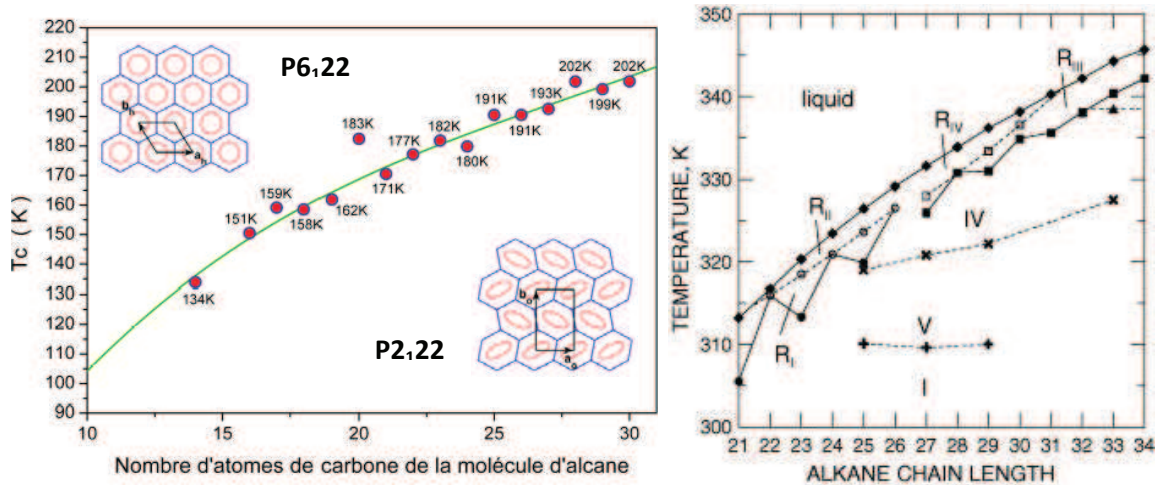 220
210
200
190
180
170
160
150
140
130
120
110
100
90
Tc ( K )
P6₁22
P2₁22
b_h
a_h
b_o
a_o
134K
151K
159K
158K
162K
183K
171K
177K
182K
180K
191K
191K
193K
202K
199K
202K
10
15
20
25
30
Nombre d'atomes de carbone de la molécule d'alcane
350
340
330
320
310
300
TEMPERATURE, K
liquid
R_III
R_IV
R_II
IV
R_I
V
I
21 22 23 24 25 26 27 28 29 30 31 32 33 34
ALKANE CHAIN LENGTH